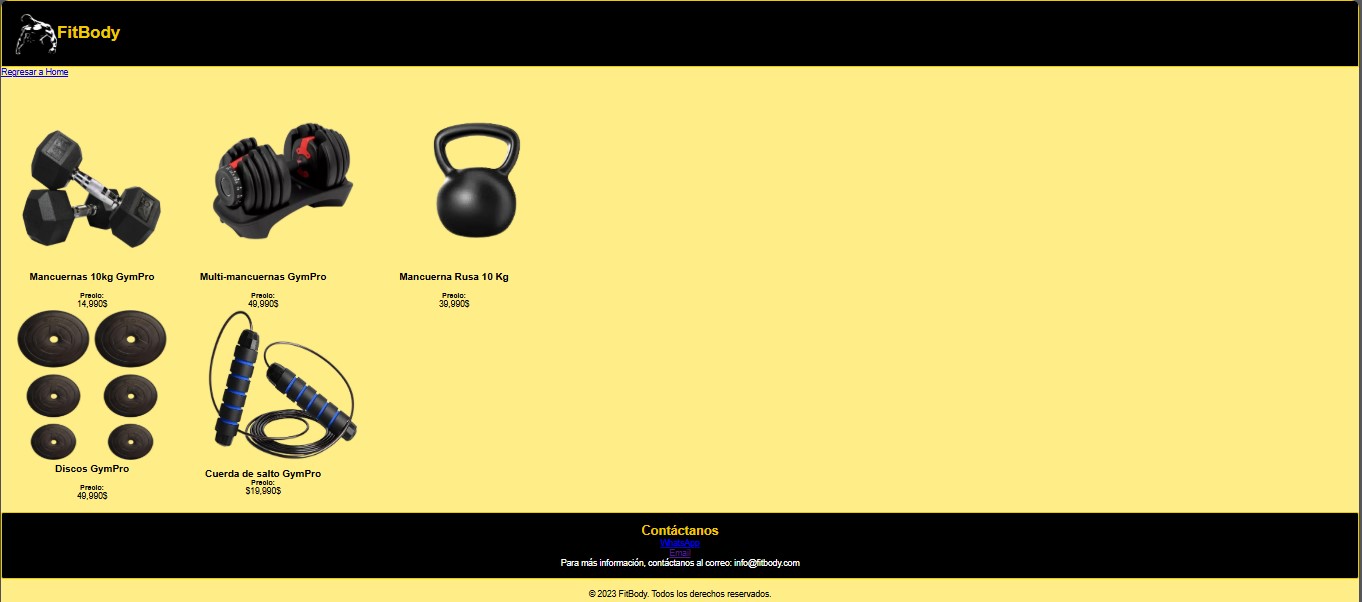 FitBody
Regresar a Home
Mancuernas 10kg GymPro
Precio:
14,990$
Multi-mancuernas GymPro
Precio:
49,990$
Mancuerna Rusa 10 Kg
Precio:
39,990$
Discos GymPro
Precio:
49,990$
Cuerda de salto GymPro
Precio:
$19,990$
Contáctanos
WhatsApp
Email
Para más información, contáctanos al correo: info@fitbody.com
© 2023 FitBody. Todos los derechos reservados.